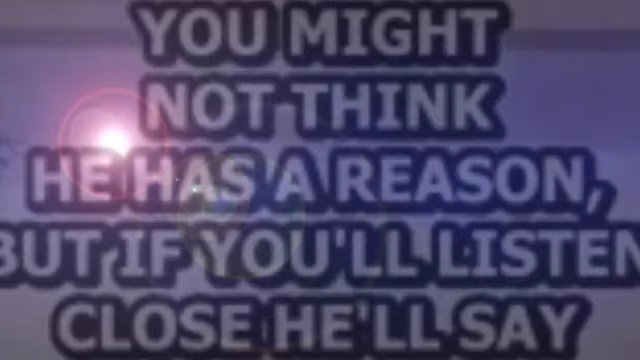 YOU MIGHT
NOT THINK
HE HAS A REASON,
BUT IF YOU'LL LISTEN
CLOSE HE'LL SAY